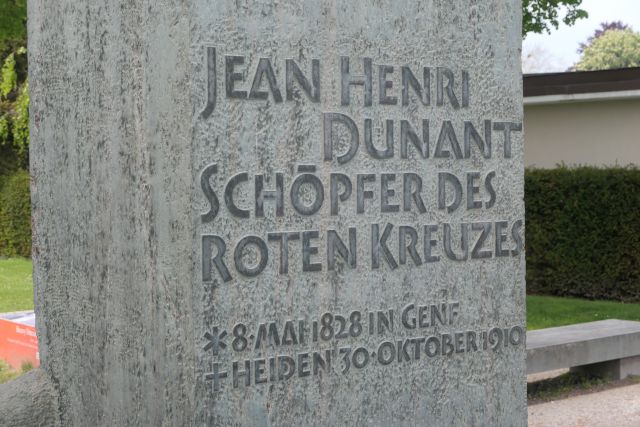 JEAN HENRI
DUNANT
SCHÖPFER DES
ROTEN KREUZES
* 8·MAI 1828 IN GENF
+ HEIDEN 30·OKTOBER 1910